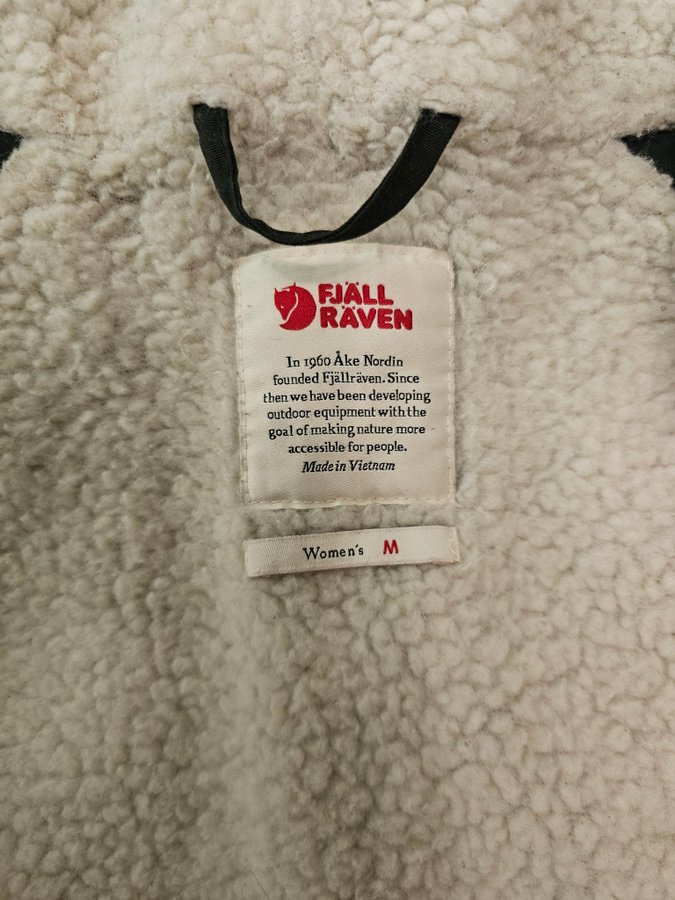 FJÄLL
RÄVEN
In 1960 Åke Nordin
founded Fjällräven. Since
then we have been developing
outdoor equipment with the
goal of making nature more
accessible for people.
Made in Vietnam
Women's M